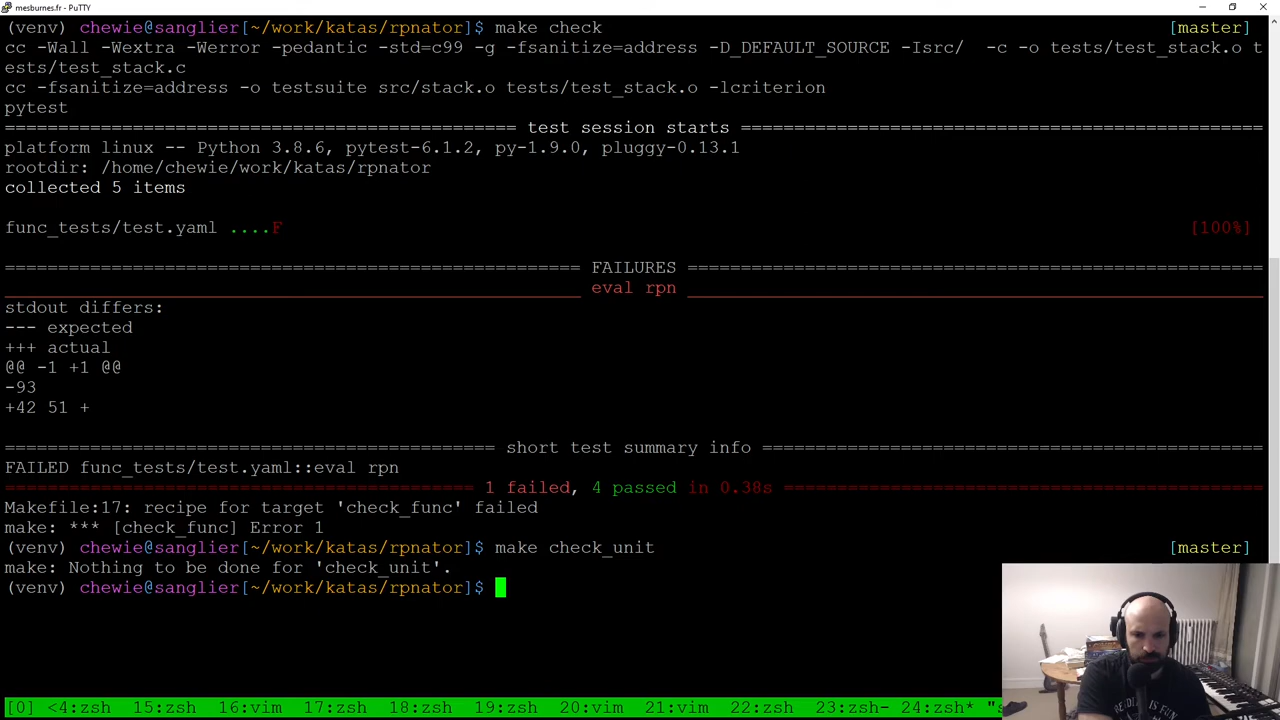 mesburnes.fr - PuTTY
(venv) chewie@sanglier[~/work/katas/rpnator]$ make check [master]
cc -Wall -Wextra -Werror -pedantic -std=c99 -g -fsanitize=address -D_DEFAULT_SOURCE -Isrc/  -c -o tests/test_stack.o t
ests/test_stack.c
cc -fsanitize=address -o testsuite src/stack.o tests/test_stack.o -lcriterion
pytest
================================================ test session starts =================================================
platform linux -- Python 3.8.6, pytest-6.1.2, py-1.9.0, pluggy-0.13.1
rootdir: /home/chewie/work/katas/rpnator
collected 5 items
func_tests/test.yaml ....F [100%]
====================================================== FAILURES ======================================================
______________________________________________________ eval rpn ______________________________________________________
stdout differs:
--- expected
+++ actual
@@ -1 +1 @@
-93
+42 51 +
============================================== short test summary info ===============================================
FAILED func_tests/test.yaml::eval rpn
============================================ 1 failed, 4 passed in 0.38s =============================================
Makefile:17: recipe for target 'check_func' failed
make: *** [check_func] Error 1
(venv) chewie@sanglier[~/work/katas/rpnator]$ make check_unit [master]
make: Nothing to be done for 'check_unit'.
(venv) chewie@sanglier[~/work/katas/rpnator]$
[0] <4:zsh  15:zsh  16:vim  17:zsh  18:zsh  19:zsh  20:vim  21:vim  22:zsh  23:zsh- 24:zsh* "s